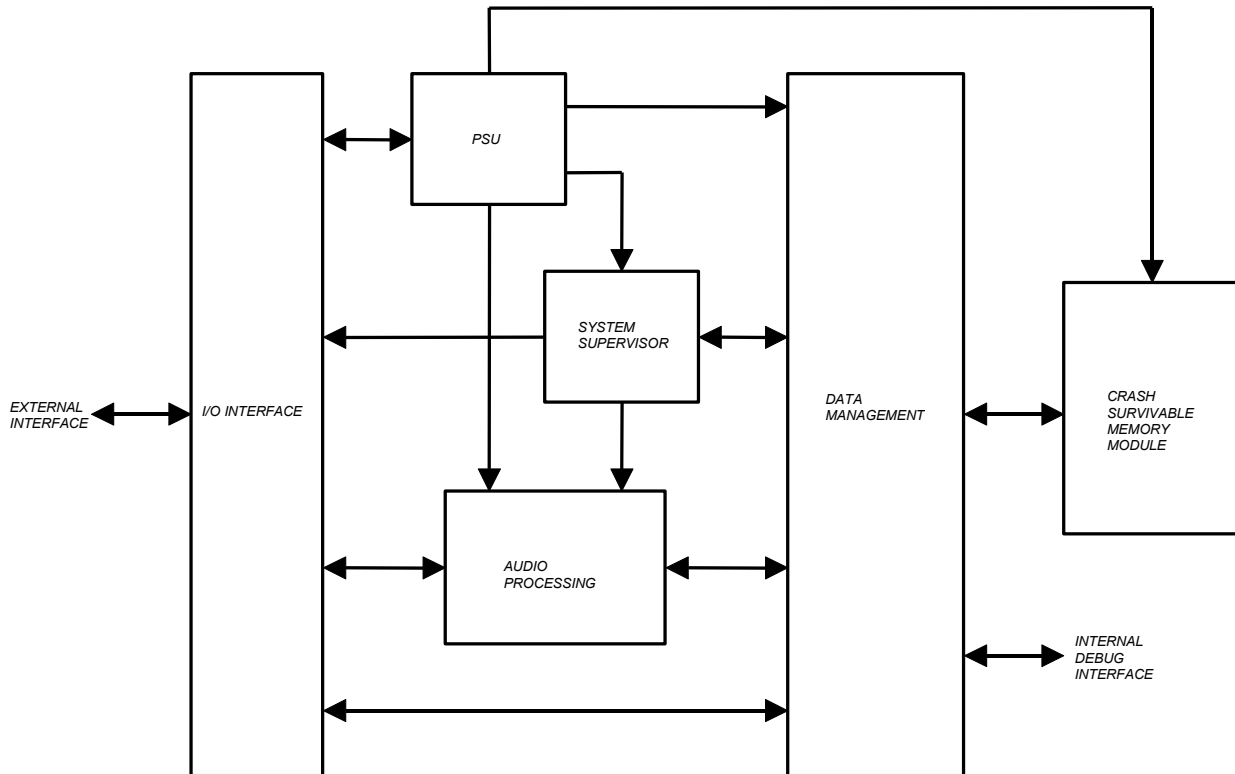 PSU
SYSTEM
SUPERVISOR
EXTERNAL
INTERFACE
I/O INTERFACE
DATA
MANAGEMENT
CRASH
SURVIVABLE
MEMORY
MODULE
AUDIO
PROCESSING
INTERNAL
DEBUG
INTERFACE